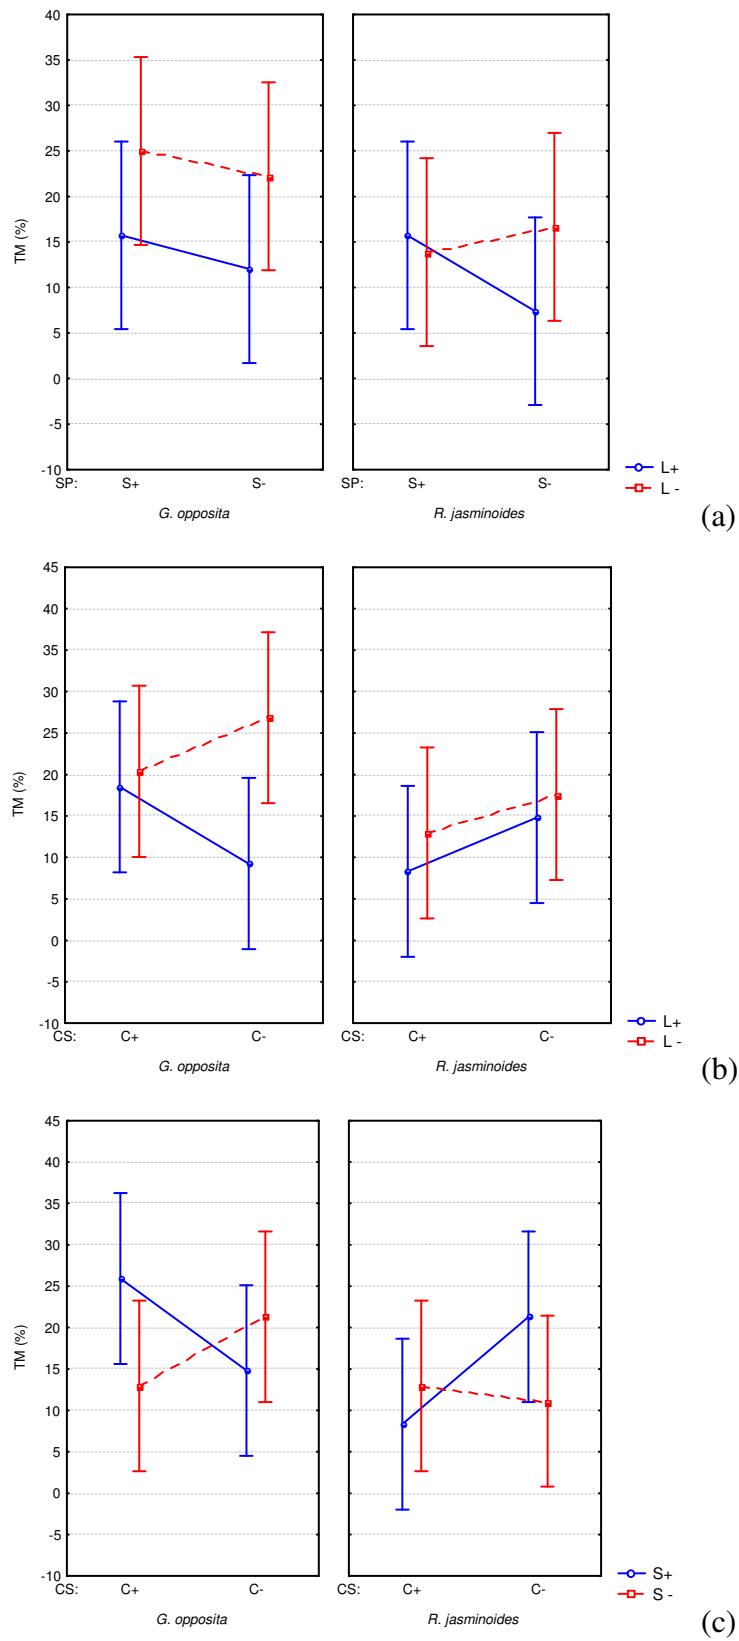 40
35
30
25
20
15
10
5
0
-5
-10
TM (%)
SP: S+ S- SP: S+ S-
L+
L -
G. opposita R. jasminoides
(a)
45
40
35
30
25
20
15
10
5
0
-5
-10
TM (%)
CS: C+ C- CS: C+ C-
L+
L -
G. opposita R. jasminoides
(b)
45
40
35
30
25
20
15
10
5
0
-5
-10
TM (%)
CS: C+ C- CS: C+ C-
S+
S -
G. opposita R. jasminoides
(c)